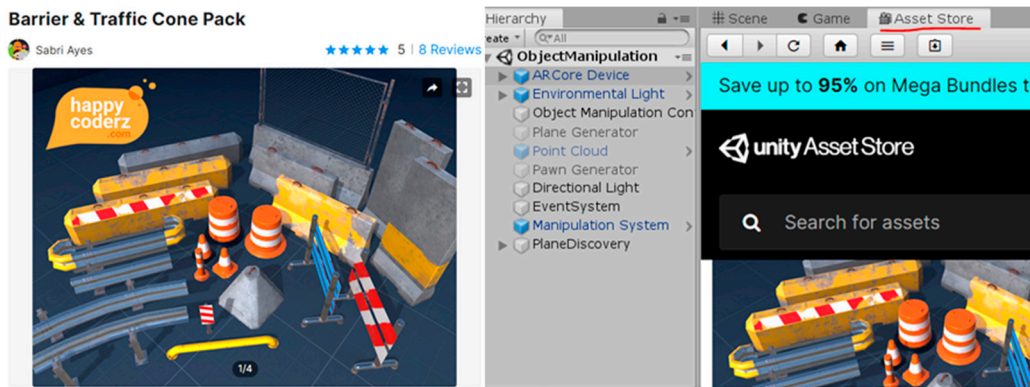 Barrier & Traffic Cone Pack
Sabri Ayes
5 | 8 Reviews
happy
coderz
.com
1/4
Hierarchy
eate
All
ObjectManipulation
ARCore Device
Environmental Light
Object Manipulation Con
Plane Generator
Point Cloud
Pawn Generator
Directional Light
EventSystem
Manipulation System
PlaneDiscovery
Scene
Game
Asset Store
Save up to 95% on Mega Bundles t
unity Asset Store
Search for assets